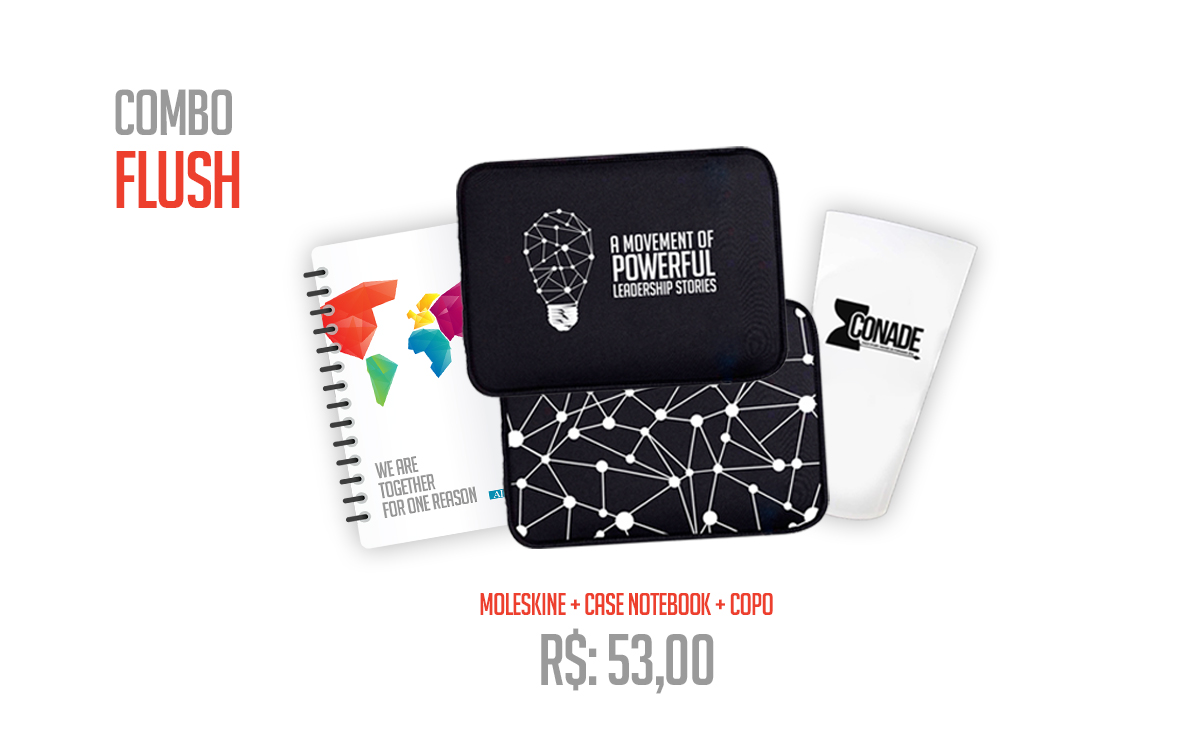 COMBO
FLUSH
A MOVEMENT OF
POWERFUL
LEADERSHIP STORIES
CONADE
WE ARE
TOGETHER
FOR ONE REASON
MOLESKINE + CASE NOTEBOOK + COPO
R$: 53,00